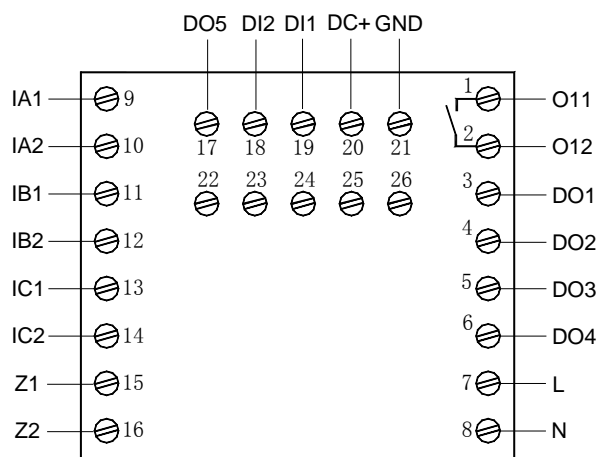 DO5 DI2 DI1 DC+ GND
IA1 9 1 O11
17 18 19 20 21
IA2 10 2 O12
22 23 24 25 26
IB1 11 3 DO1
IB2 12 4 DO2
IC1 13 5 DO3
IC2 14 6 DO4
Z1 15 7 L
Z2 16 8 N